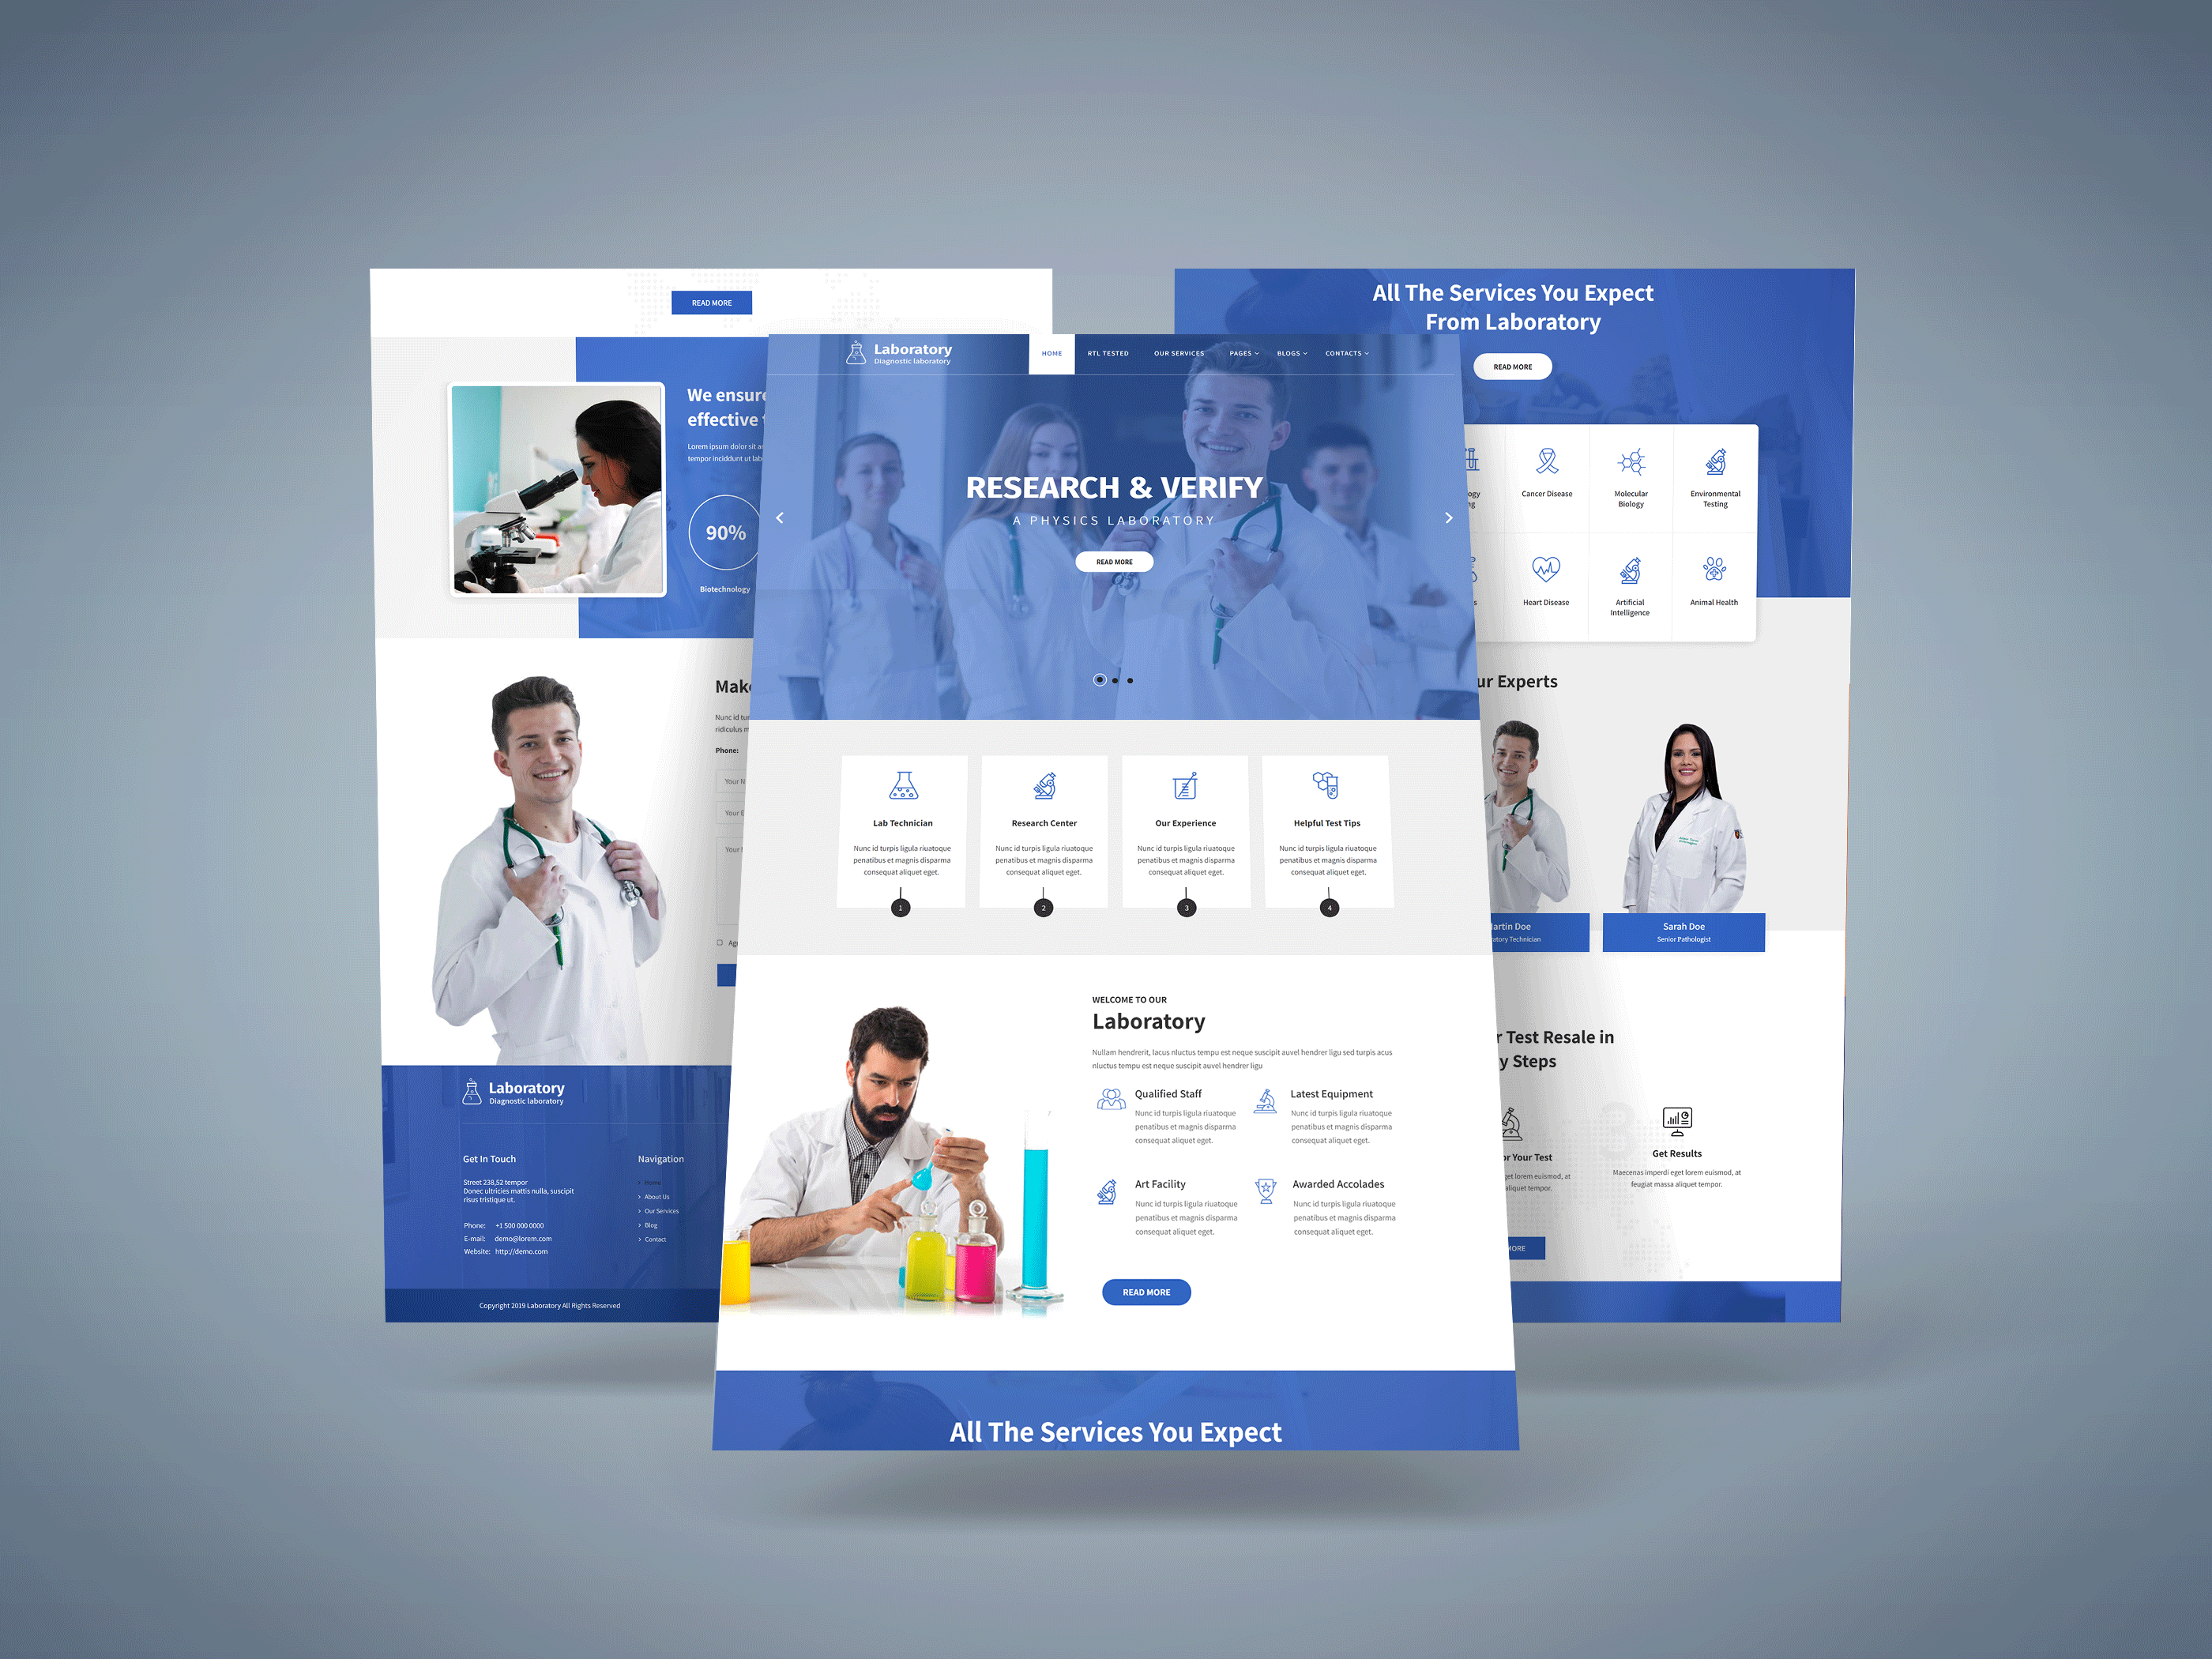 READ MORE
We ensure
effective
Lorem ipsum dolor sit
tempor inciddunt ut
90%
Biotechnology
Nunc id
ridiculus
Phone:
Your
Your
Your
Laboratory
Diagnostic laboratory
Get In Touch
Street 238,52 tempor
Donec ultricies mattis nulla, suscipit
risus tristique ut.
Phone: +1 500 000 0000
E-mail: demo@lorem.com
Website: http://demo.com
Navigation
> Home
> About Us
> Our Services
> Blog
> Contact
Copyright 2019 Laboratory All Rights Reserved
Laboratory
Diagnostic laboratory
HOME
RTL TESTED
OUR SERVICES
PAGES
BLOGS
CONTACTS
RESEARCH & VERIFY
A PHYSICS LABORATORY
READ MORE
Lab Technician
Nunc id turpis ligula riuatoque
penatibus et magnis disparma
consequat aliquet eget.
1
Research Center
Nunc id turpis ligula riuatoque
penatibus et magnis disparma
consequat aliquet eget.
2
Our Experience
Nunc id turpis ligula riuatoque
penatibus et magnis disparma
consequat aliquet eget.
3
Helpful Test Tips
Nunc id turpis ligula riuatoque
penatibus et magnis disparma
consequat aliquet eget.
4
WELCOME TO OUR
Laboratory
Nullam hendrerit, lacus nluctus tempu est neque suscipit auvel hendrer ligu sed turpis acus
nluctus tempu est neque suscipit auvel hendrer ligu
Qualified Staff
Nunc id turpis ligula riuatoque
penatibus et magnis disparma
consequat aliquet eget.
Latest Equipment
Nunc id turpis ligula riuatoque
penatibus et magnis disparma
consequat aliquet eget.
Art Facility
Nunc id turpis ligula riuatoque
penatibus et magnis disparma
consequat aliquet eget.
Awarded Accolades
Nunc id turpis ligula riuatoque
penatibus et magnis disparma
consequat aliquet eget.
READ MORE
All The Services You Expect
All The Services You Expect
From Laboratory
READ MORE
Cancer Disease
Molecular
Biology
Environmental
Testing
Heart Disease
Artificial
Intelligence
Animal Health
Experts
Doe
Technician
Sarah Doe
Senior Pathologist
Test Resale in
Steps
Your Test
lorem euismod, at
aliquet tempor.
3
Get Results
Maecenas imperdi eget lorem euismod, at
feugiat massa aliquet tempor.
MORE